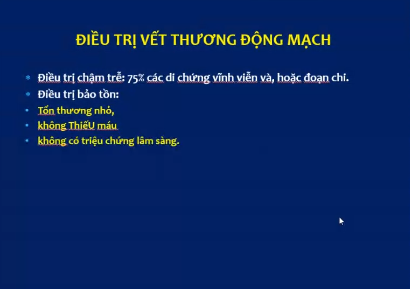 ĐIỀU TRỊ VẾT THƯƠNG ĐỘNG MẠCH
Điều trị chậm trễ: 75% các di chứng vĩnh viễn và, hoặc đoạn chi.
Điều trị bảo tồn:
Tổn thương nhỏ,
không ThiếU máu
không có triệu chứng lâm sàng.